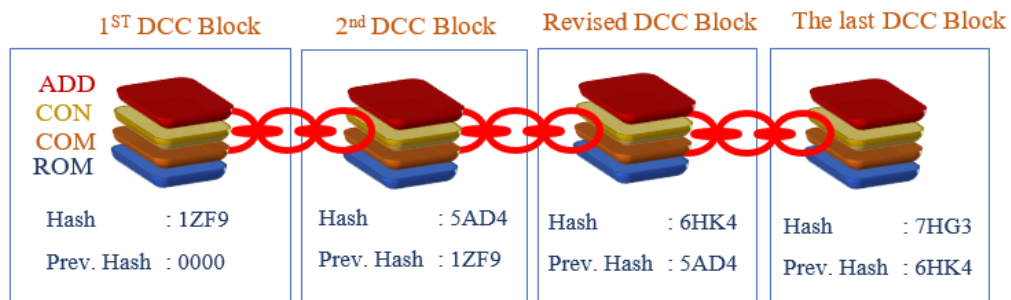 1ST DCC Block
2nd DCC Block
Revised DCC Block
The last DCC Block
ADD
CON
COM
ROM
Hash : 1ZF9
Prev. Hash : 0000
Hash : 5AD4
Prev. Hash : 1ZF9
Hash : 6HK4
Prev. Hash : 5AD4
Hash : 7HG3
Prev. Hash : 6HK4